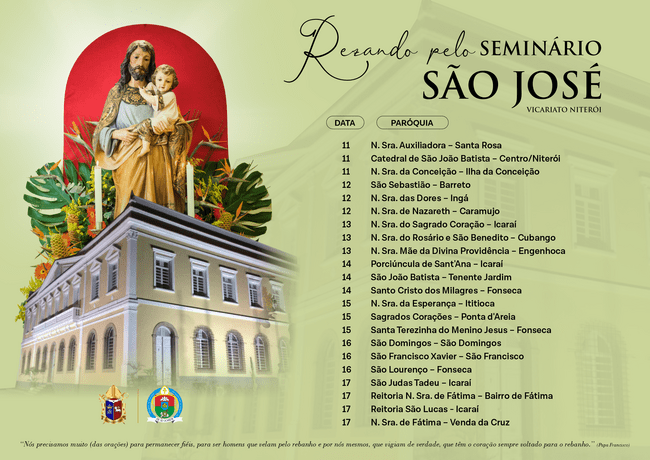 Rezando pelo SEMINÁRIO
SÃO JOSÉ
VICARIATO NITERÓI
DATA PARÓQUIA
11 N. Sra. Auxiliadora – Santa Rosa
11 Catedral de São João Batista – Centro/Niterói
11 N. Sra. da Conceição – Ilha da Conceição
12 São Sebastião – Barreto
12 N. Sra. das Dores – Ingá
12 N. Sra. de Nazareth – Caramujo
13 N. Sra. do Sagrado Coração – Icaraí
13 N. Sra. do Rosário e São Benedito – Cubango
13 N. Sra. Mãe da Divina Providência – Engenhoca
14 Porciúncula de Sant'Ana – Icaraí
14 São João Batista – Tenente Jardim
14 Santo Cristo dos Milagres – Fonseca
15 N. Sra. da Esperança – Ititioca
15 Sagrados Corações – Ponta d'Areia
15 Santa Terezinha do Menino Jesus – Fonseca
16 São Domingos – São Domingos
16 São Francisco Xavier – São Francisco
16 São Lourenço – Fonseca
17 São Judas Tadeu – Icaraí
17 Reitoria N. Sra. de Fátima – Bairro de Fátima
17 Reitoria São Lucas - Icaraí
17 N. Sra. de Fátima – Venda da Cruz
“Nós precisamos muito (das orações) para permanecer fiéis, para ser homens que velam pelo rebanho e por nós mesmos, que vigiam de verdade, que têm o coração sempre voltado para o rebanho.” (Papa Francisco)